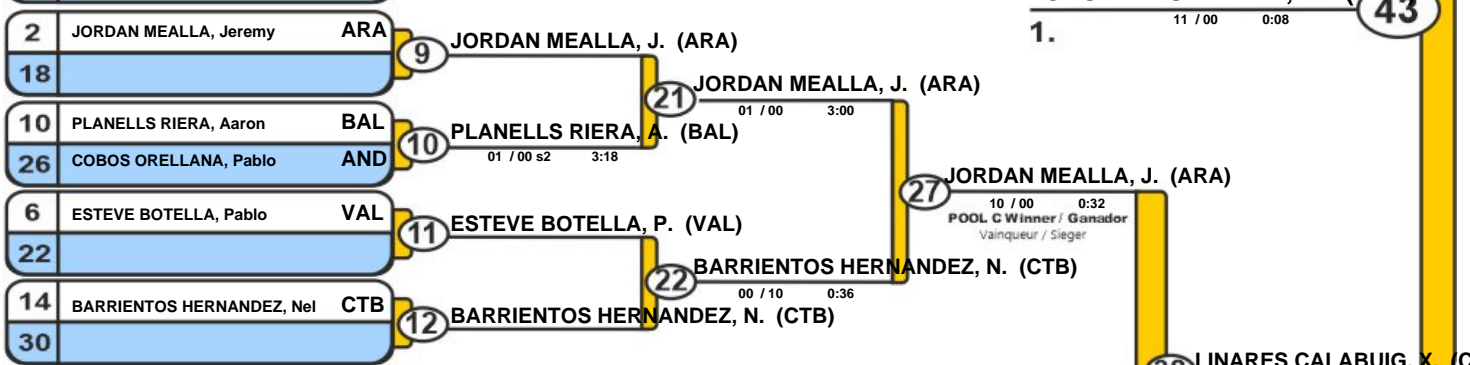 43
11 / 00 0:08
1.
2 JORDAN MEALLA, Jeremy ARA
18
9 JORDAN MEALLA, J. (ARA)
21 JORDAN MEALLA, J. (ARA)
01 / 00 3:00
10 PLANELLS RIERA, Aaron BAL
26 COBOS ORELLANA, Pablo AND
10 PLANELLS RIERA, A. (BAL)
01 / 00 s2 3:18
27 JORDAN MEALLA, J. (ARA)
10 / 00 0:32
POOL C Winner / Ganador
Vainqueur / Sieger
6 ESTEVE BOTELLA, Pablo VAL
22
11 ESTEVE BOTELLA, P. (VAL)
22 BARRIENTOS HERNANDEZ, N. (CTB)
00 / 10 0:36
14 BARRIENTOS HERNANDEZ, Nel CTB
30
12 BARRIENTOS HERNANDEZ, N. (CTB)
LINARES CALABUIG, X. (C